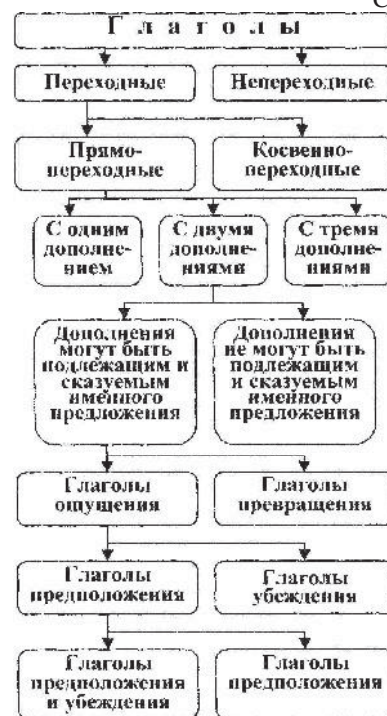 С
Глаголы
Переходные
Непереходные
Прямо-
переходные
Косвенно-
переходные
С одним
дополне-
нием
С двумя
дополне-
ниями
С тремя
дополне-
ниями
Дополнения
могут быть
подлежащим и
сказуемым
именного
предложения
Дополнения
не могут быть
подлежащим
и сказуемым
именного
предложения
Глаголы
ощущения
Глаголы
превращения
Глаголы
предположения
Глаголы
убеждения
Глаголы
предположения
и убеждения
Глаголы
предположения